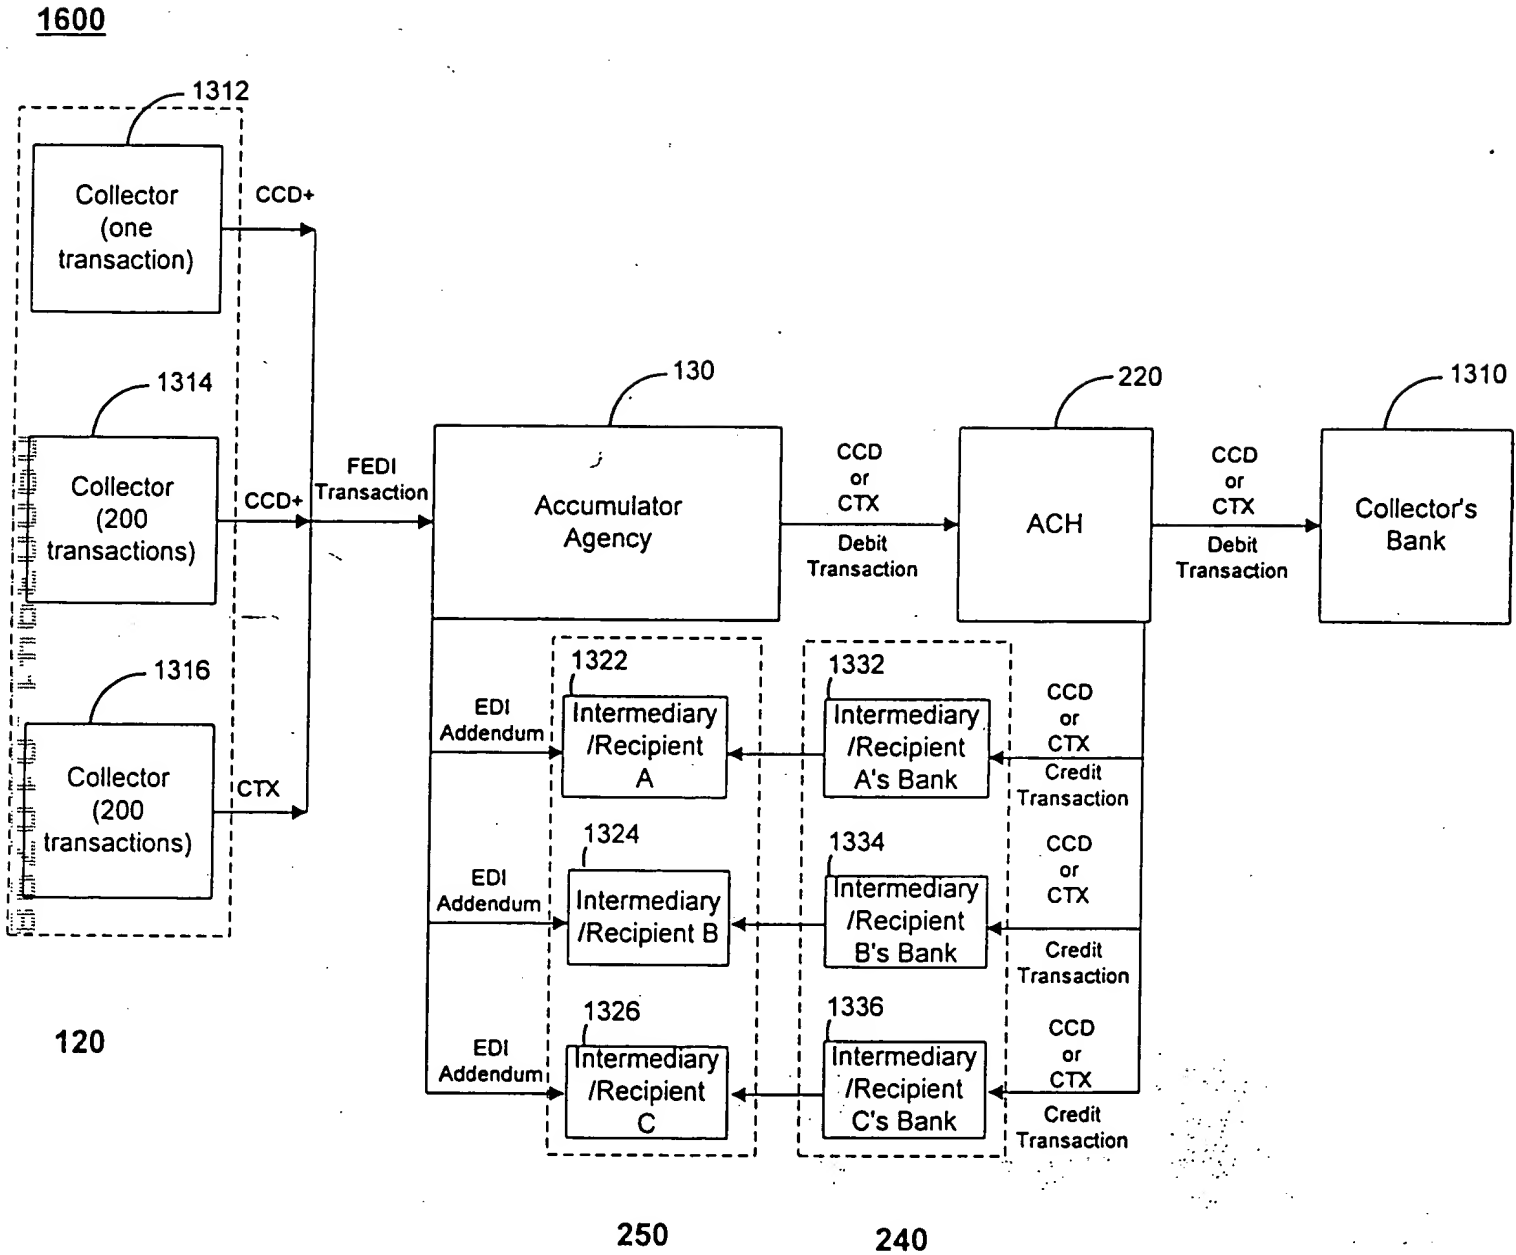 1600
1312
Collector
(one
transaction)
CCD+
1314
Collector
(200
transactions)
CCD+
1316
Collector
(200
transactions)
CTX
120
FEDI
Transaction
130
Accumulator
Agency
CCD
or
CTX
Debit
Transaction
220
ACH
CCD
or
CTX
Debit
Transaction
1310
Collector's
Bank
EDI
Addendum
1322
Intermediary
/Recipient
A
1332
Intermediary
/Recipient
A's Bank
CCD
or
CTX
Credit
Transaction
EDI
Addendum
1324
Intermediary
/Recipient B
1334
Intermediary
/Recipient
B's Bank
CCD
or
CTX
Credit
Transaction
EDI
Addendum
1326
Intermediary
/Recipient
C
1336
Intermediary
/Recipient
C's Bank
CCD
or
CTX
Credit
Transaction
250
240